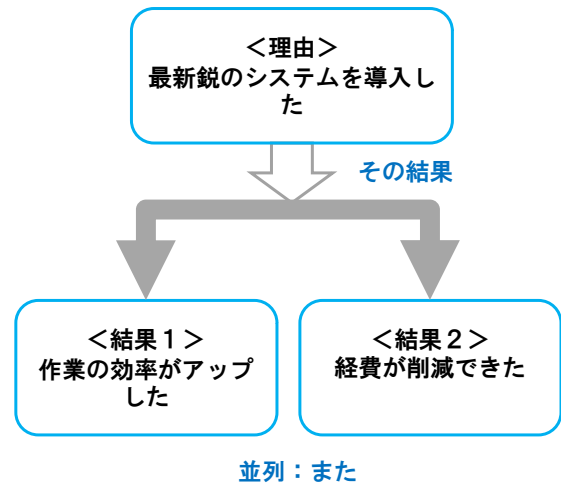 ＜理由＞
最新鋭のシステムを導入し
た
その結果
＜結果１＞
作業の効率がアップ
した
＜結果２＞
経費が削減できた
並列：また